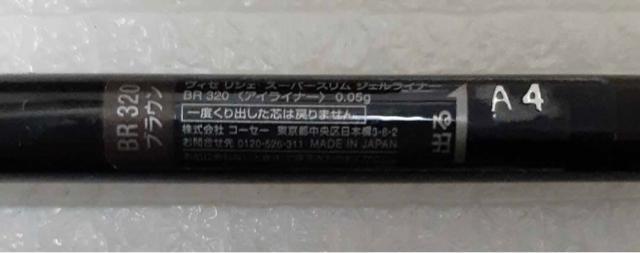 BR 320
ブラウン
ヴィセ リシェ スーパースリム ジェルライナー
BR 320 〈アイライナー〉 0.05g
一度くり出した芯は戻りません。
株式会社 コーセー 東京都中央区日本橋3-6-2
お問合せ先 0120-526-311 MADE IN JAPAN
出る
A4